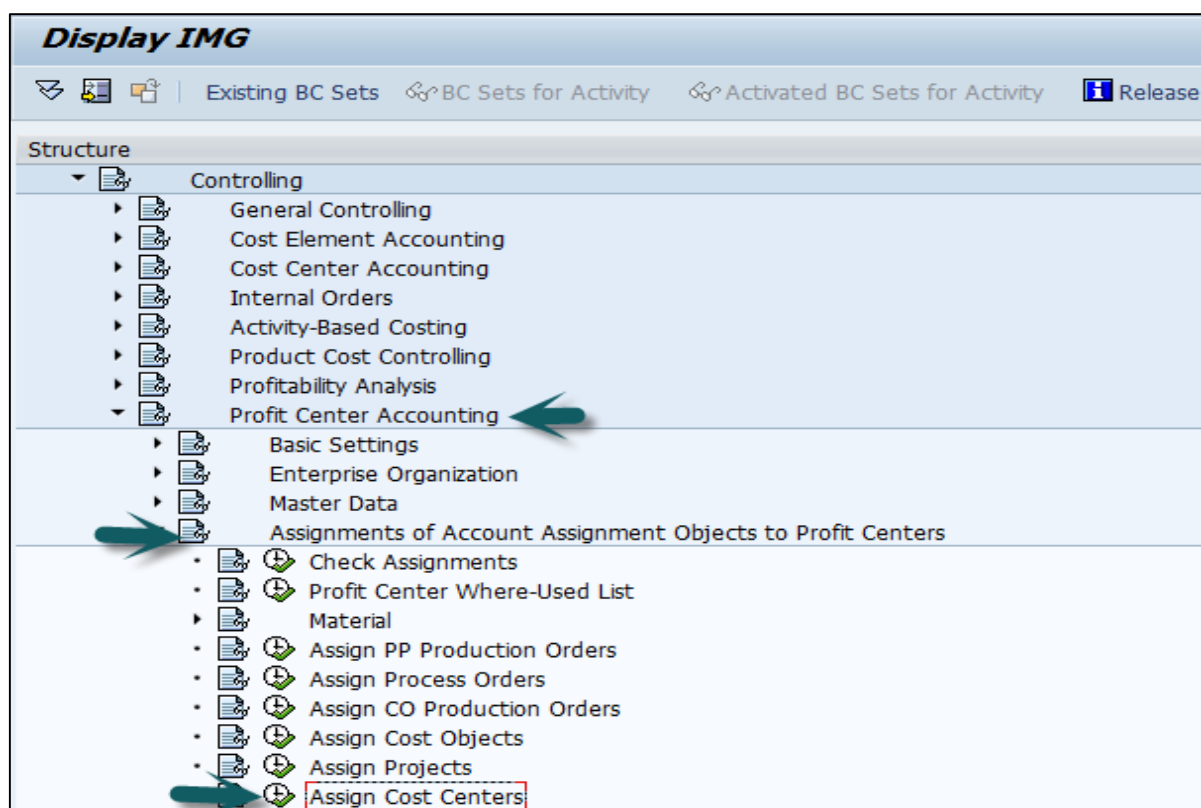 Display IMG
Existing BC Sets BC Sets for Activity Activated BC Sets for Activity Release
Structure
Controlling
General Controlling
Cost Element Accounting
Cost Center Accounting
Internal Orders
Activity-Based Costing
Product Cost Controlling
Profitability Analysis
Profit Center Accounting
Basic Settings
Enterprise Organization
Master Data
Assignments of Account Assignment Objects to Profit Centers
Check Assignments
Profit Center Where-Used List
Material
Assign PP Production Orders
Assign Process Orders
Assign CO Production Orders
Assign Cost Objects
Assign Projects
Assign Cost Centers